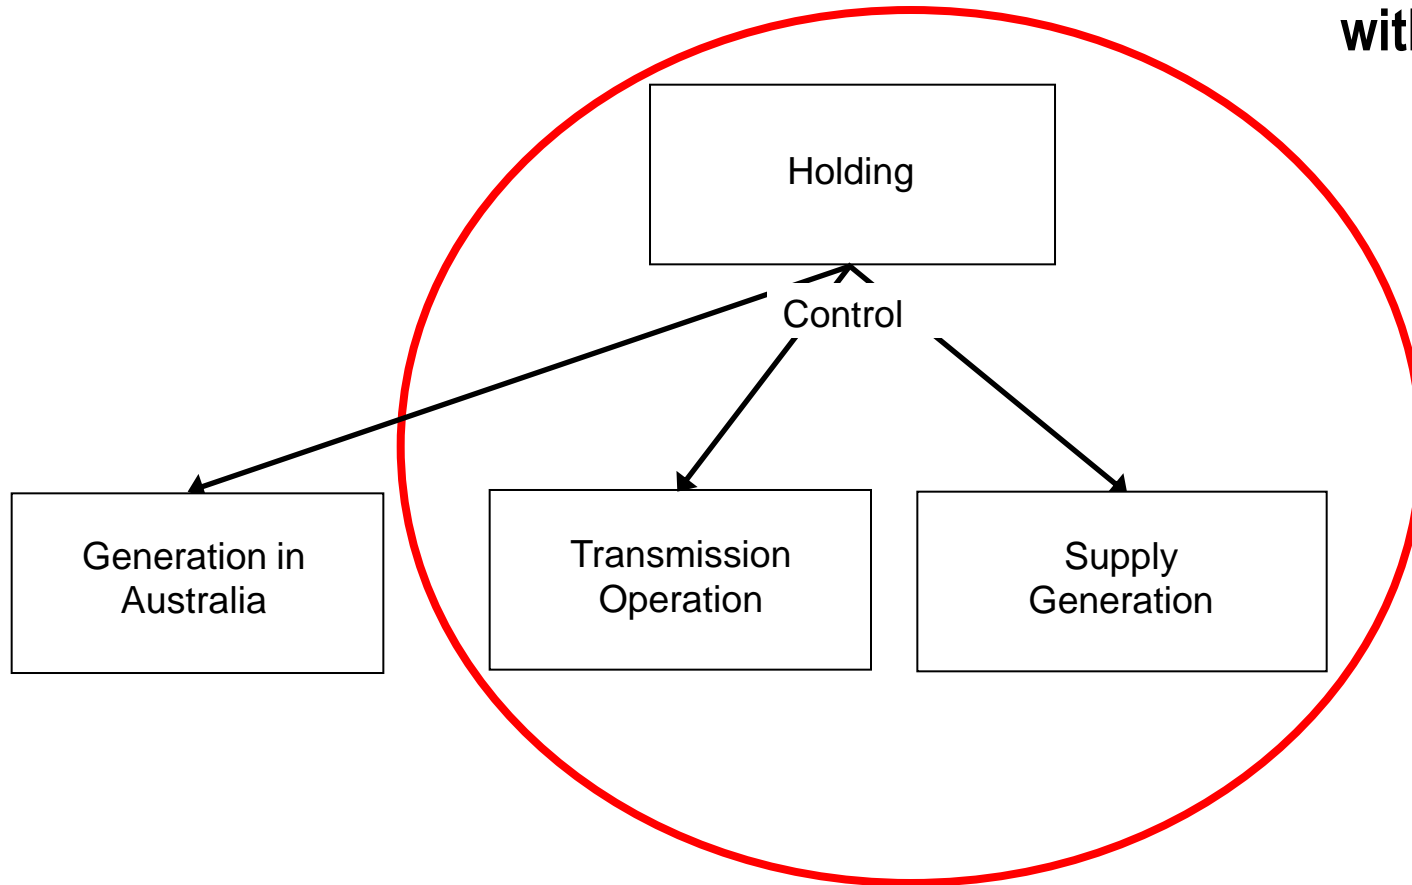 Holding
Control
Generation in
Australia
Transmission
Operation
Supply
Generation